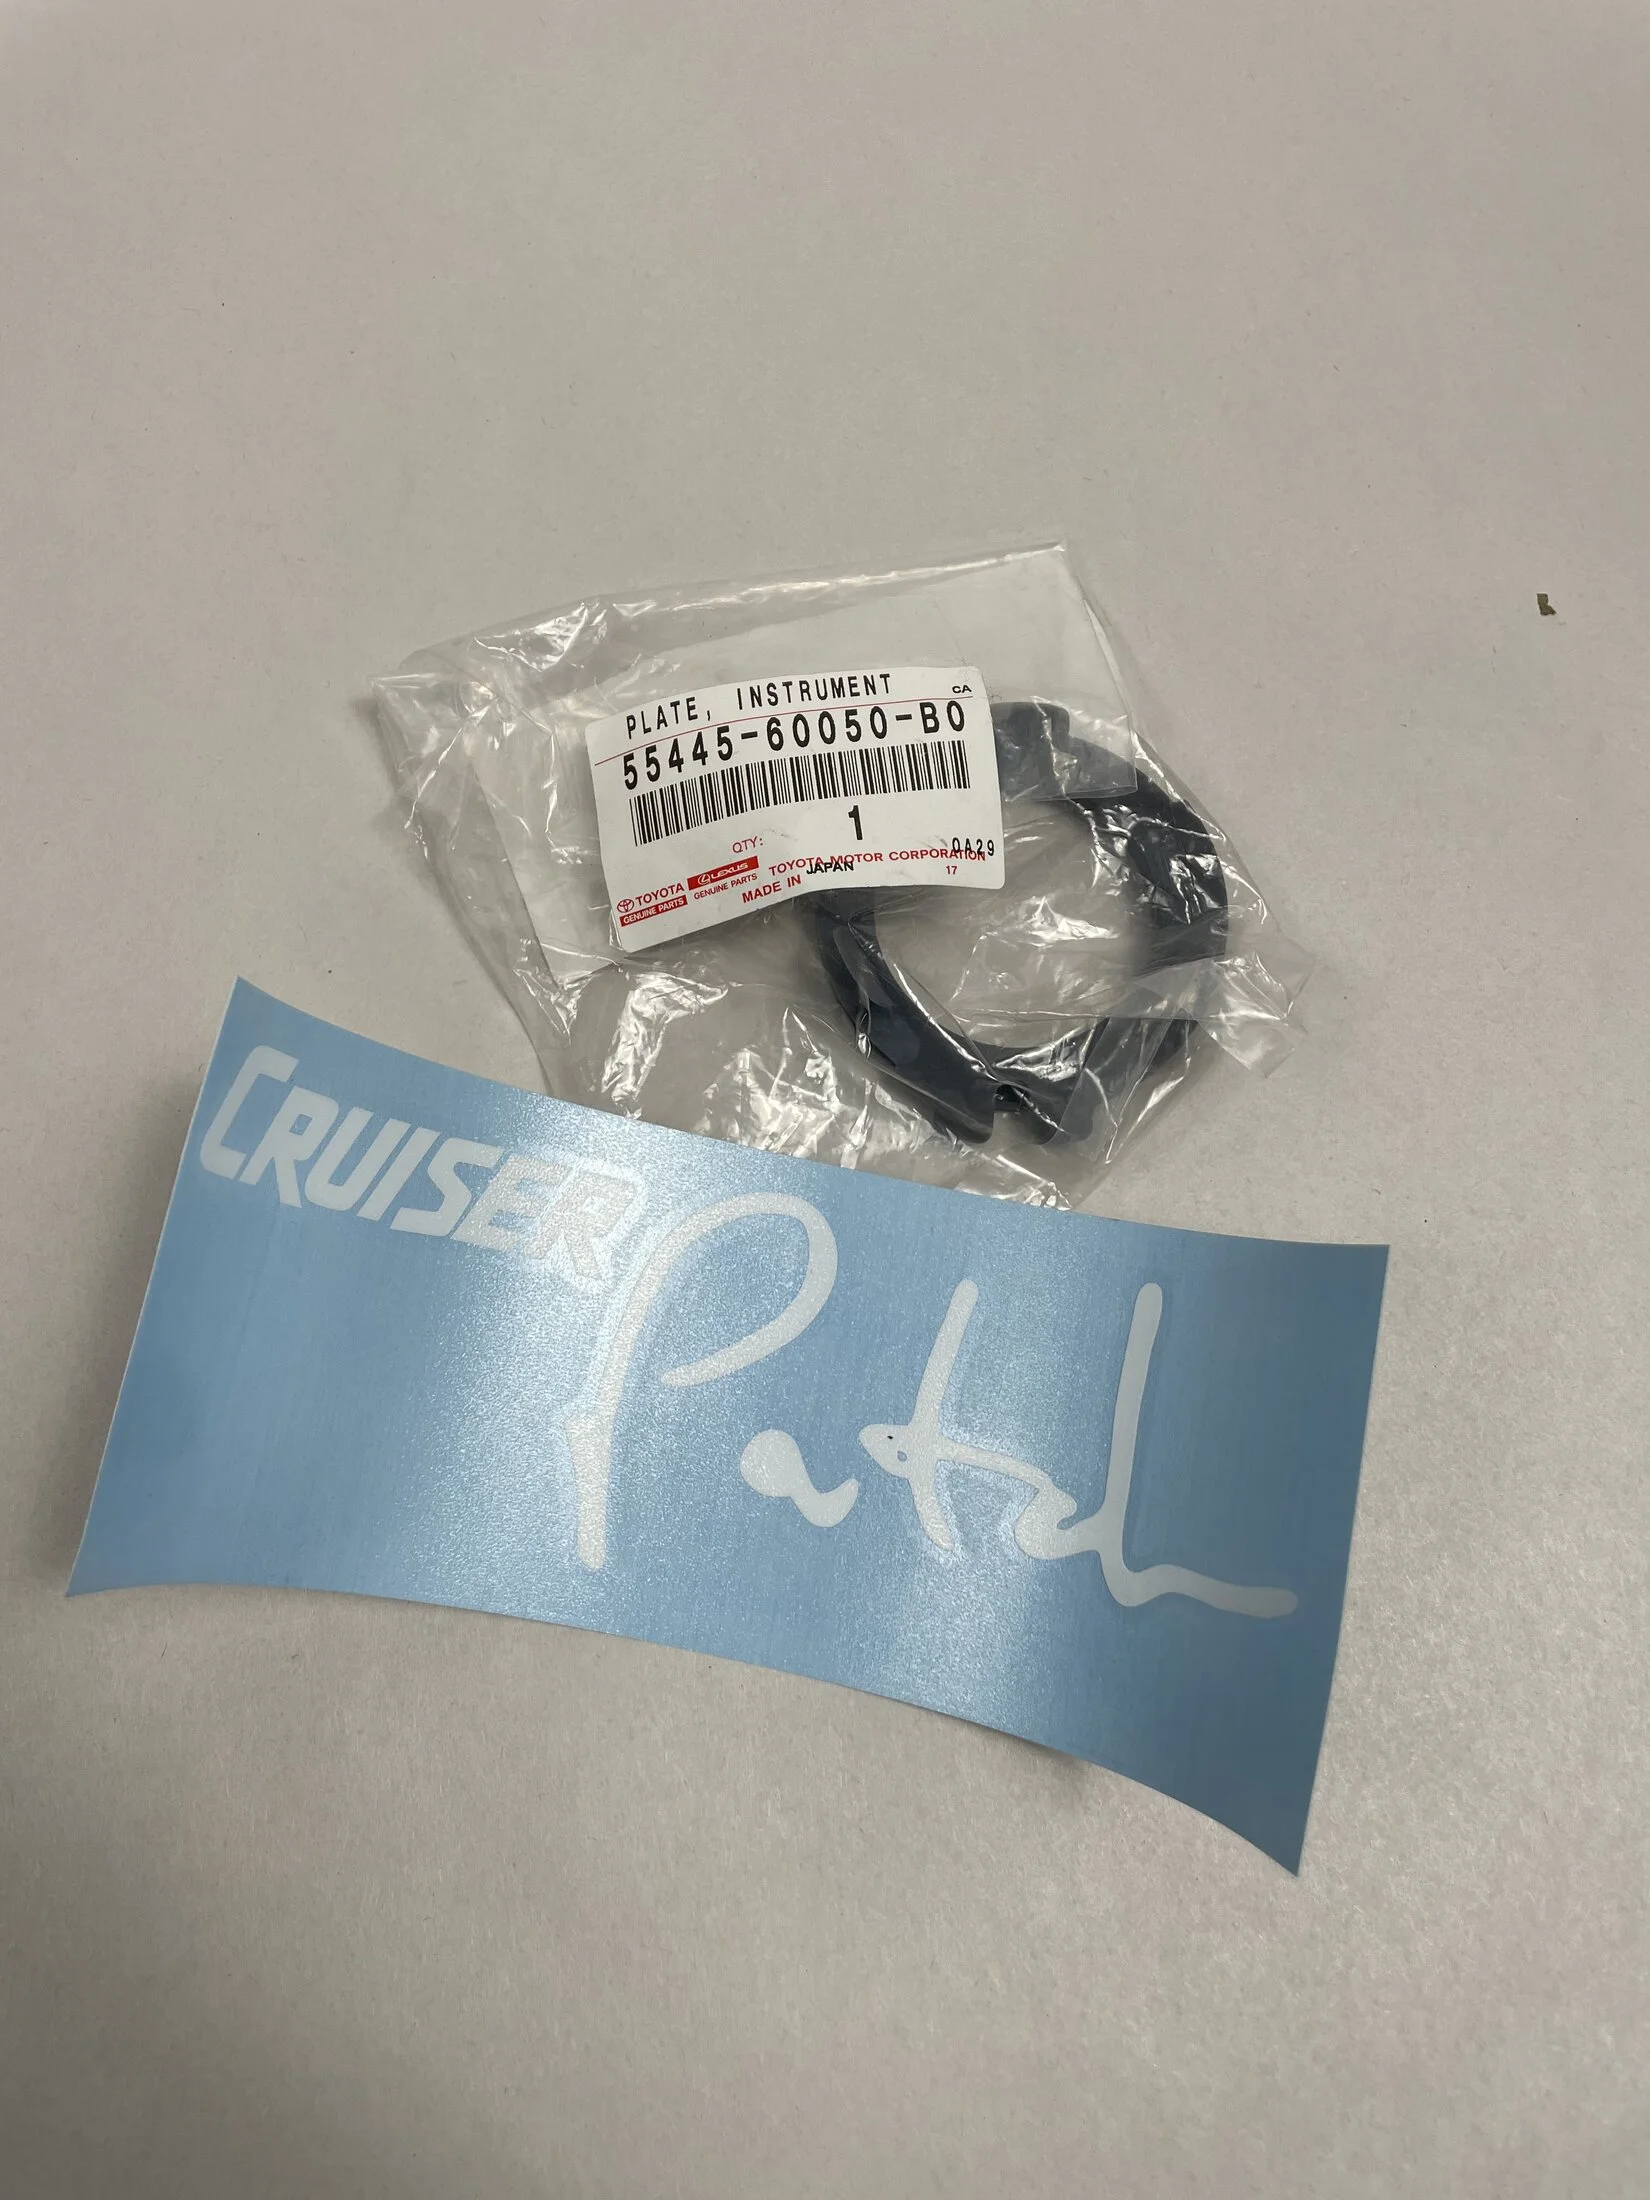 PLATE, INSTRUMENT
CA
55445-60050-B0
QTY:
1
0A29
TOYOTA
GENUINE PARTS
LEXUS
GENUINE PARTS
TOYOTA MOTOR CORPORATION
MADE IN JAPAN
17
CRUISER
Patch